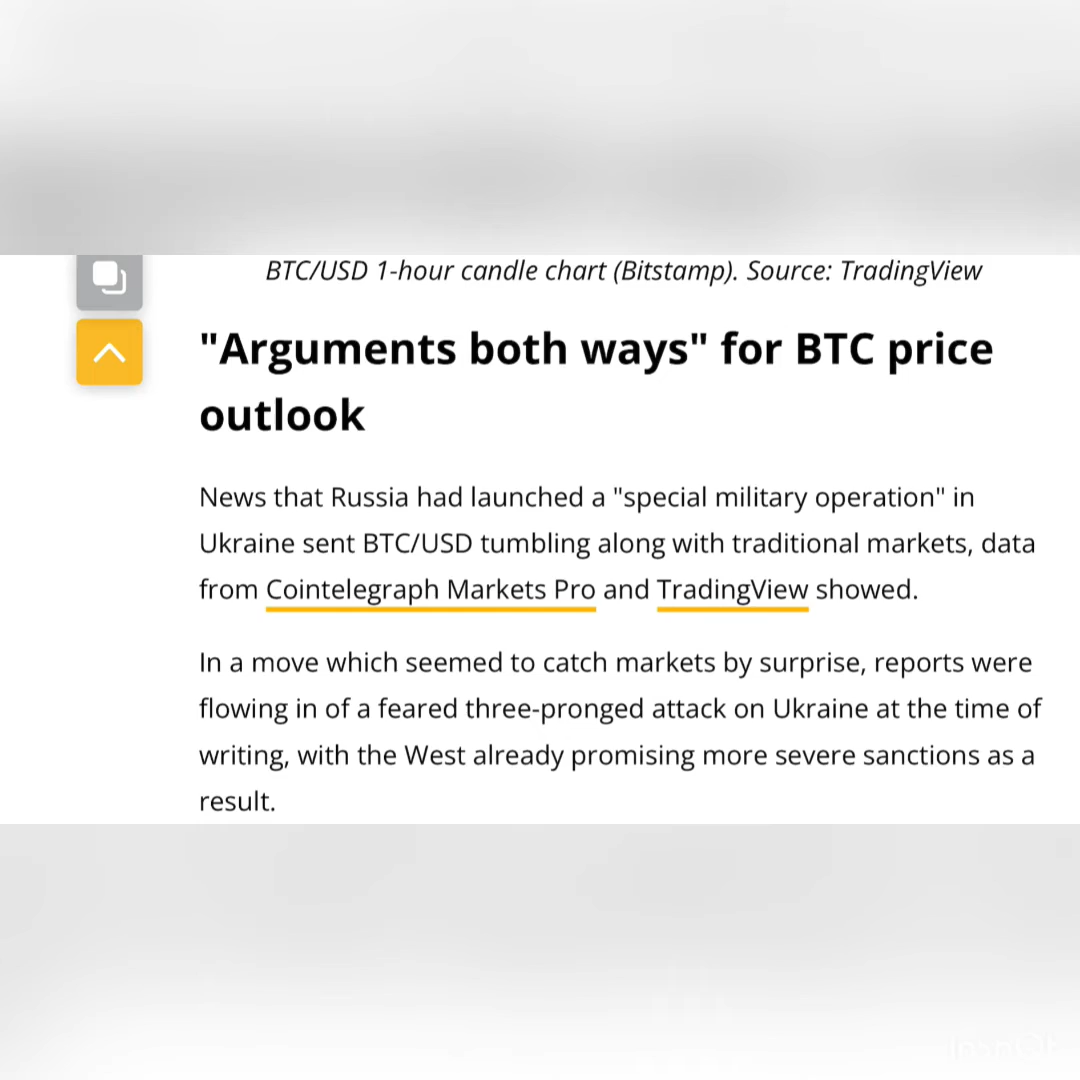 BTC/USD 1-hour candle chart (Bitstamp). Source: TradingView
"Arguments both ways" for BTC price
outlook
News that Russia had launched a "special military operation" in
Ukraine sent BTC/USD tumbling along with traditional markets, data
from Cointelegraph Markets Pro and TradingView showed.
In a move which seemed to catch markets by surprise, reports were
flowing in of a feared three-pronged attack on Ukraine at the time of
writing, with the West already promising more severe sanctions as a
result.